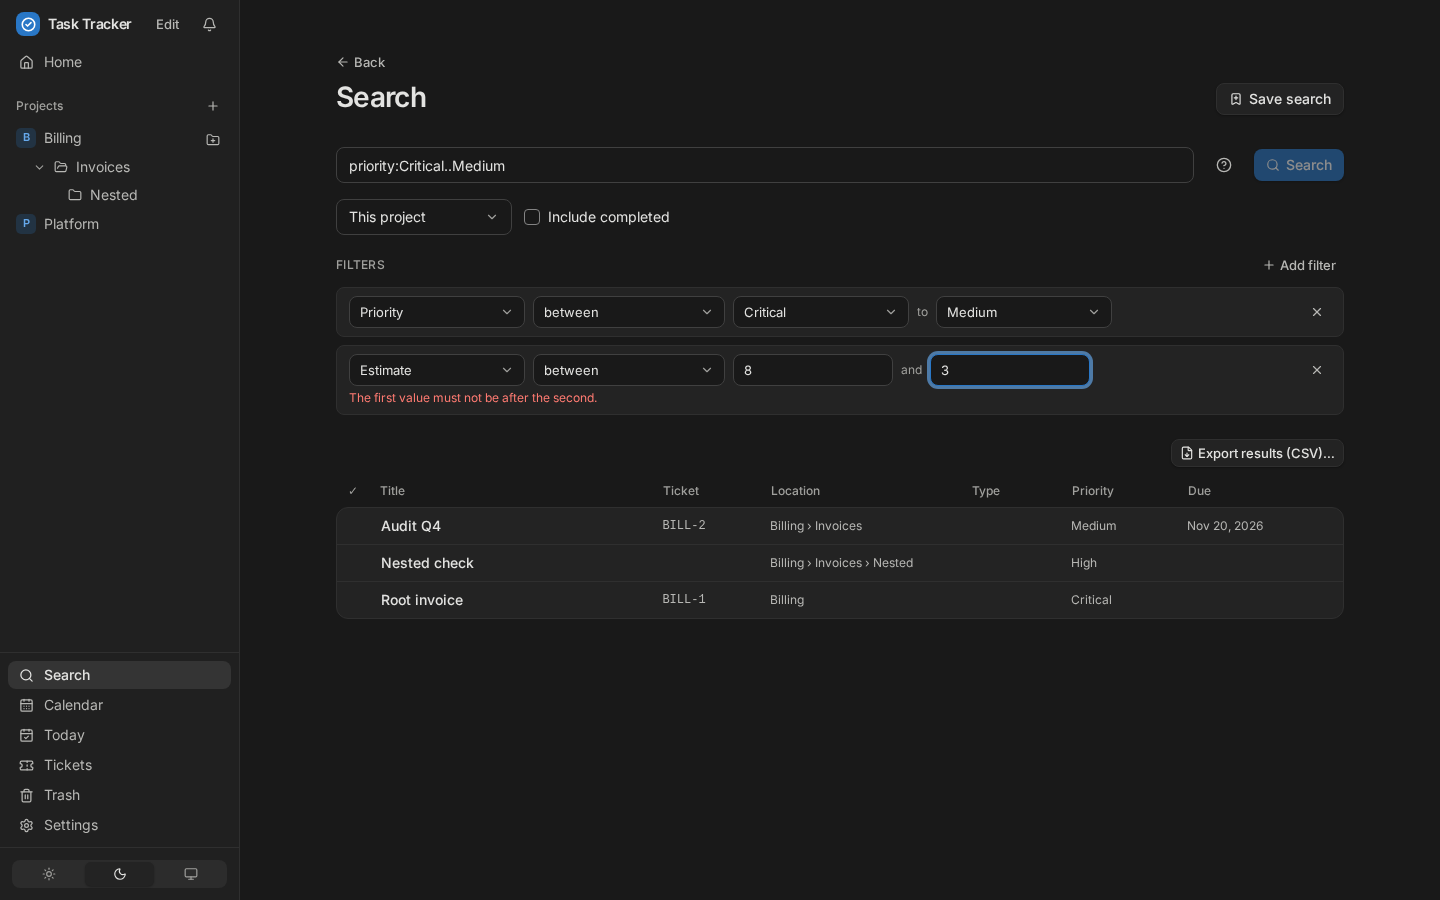 Task Tracker Edit
Home
Projects
B Billing
Invoices
Nested
P Platform
Search
Calendar
Today
Tickets
Trash
Settings
Back
Search
Save search
priority:Critical..Medium
Search
This project
Include completed
FILTERS
Add filter
Priority between Critical to Medium
Estimate between 8 and 3
The first value must not be after the second.
Export results (CSV)...
✓ Title Ticket Location Type Priority Due
Audit Q4 BILL-2 Billing › Invoices Medium Nov 20, 2026
Nested check Billing › Invoices › Nested High
Root invoice BILL-1 Billing Critical